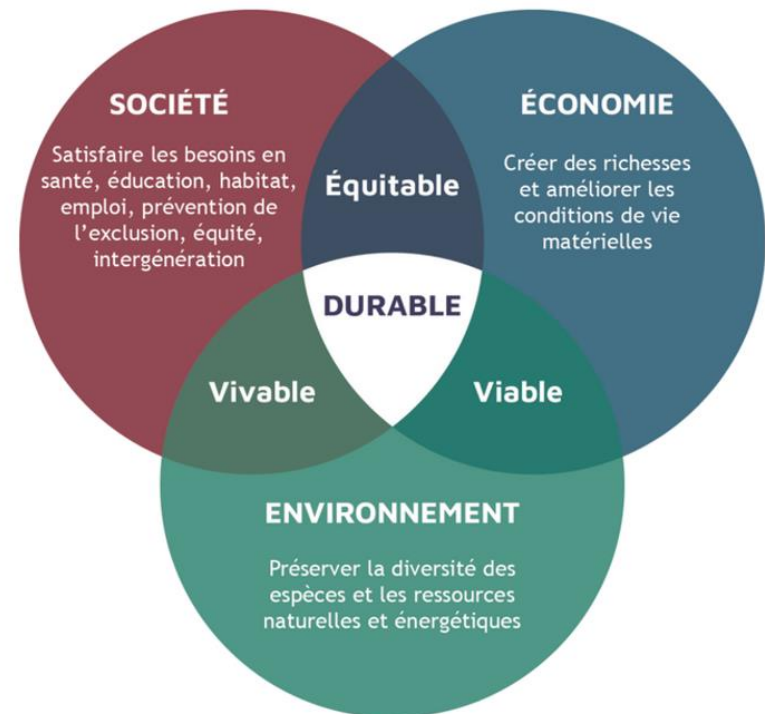 SOCIÉTÉ
Satisfaire les besoins en
santé, éducation, habitat,
emploi, prévention de
l’exclusion, équité,
intergénération
Équitable
ÉCONOMIE
Créer des richesses
et améliorer les
conditions de vie
matérielles
DURABLE
Vivable
Viable
ENVIRONNEMENT
Préserver la diversité des
espèces et les ressources
naturelles et énergétiques